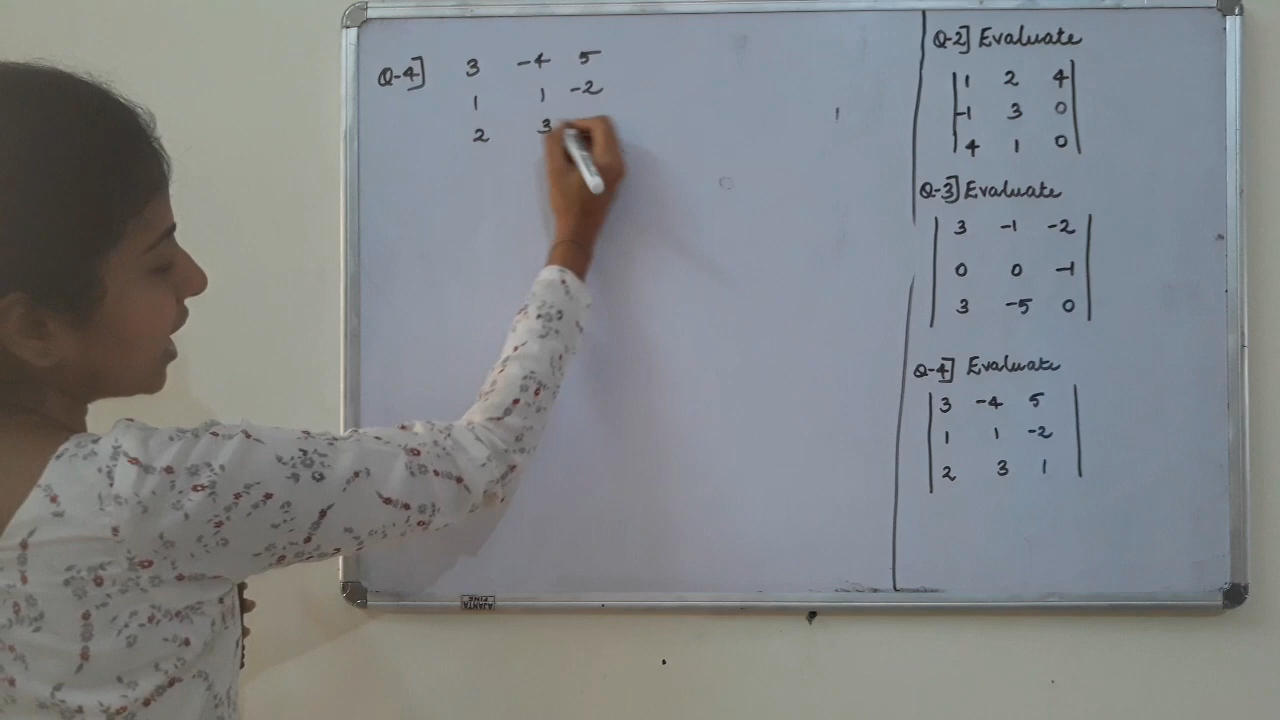 Q-4] 3 -4 5
1 1 -2
2 3
Q-2] Evaluate
1 2 4
-1 3 0
4 1 0
Q-3] Evaluate
3 -1 -2
0 0 -1
3 -5 0
Q-4] Evaluate
3 -4 5
1 1 -2
2 3 1
AJANTA
FINE